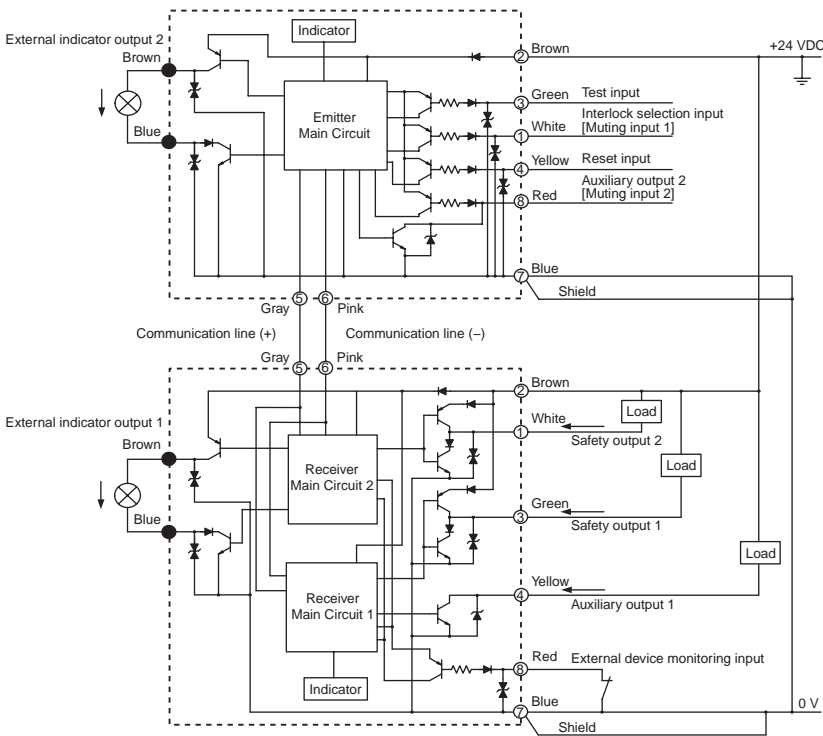 External indicator output 2
Indicator
Brown
+24 VDC
Brown
2
Emitter
Main Circuit
3
Green
Test input
Interlock selection input
[Muting input 1]
1
White
Blue
4
Yellow
Reset input
Auxiliary output 2
[Muting input 2]
8
Red
7
Blue
Shield
5
6
Gray
Pink
Communication line (+)
Communication line (−)
Gray
Pink
5
6
2
Brown
External indicator output 1
Brown
White
1
Load
Safety output 2
Receiver
Main Circuit 2
Load
Blue
Green
3
Safety output 1
Load
Receiver
Main Circuit 1
Yellow
4
Auxiliary output 1
Indicator
8
Red
External device monitoring input
7
Blue
0 V
Shield